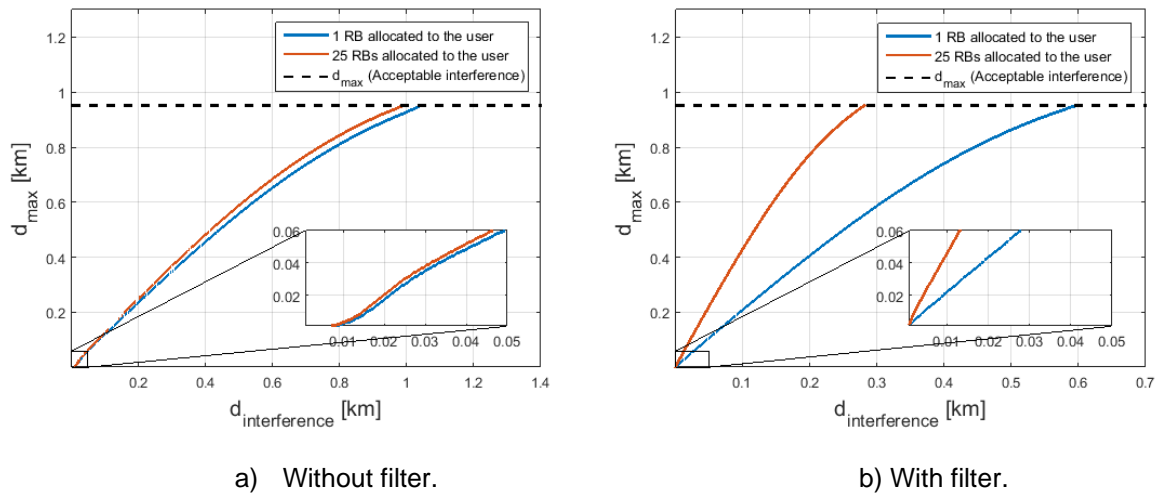 1 RB allocated to the user
25 RBs allocated to the user
d_max (Acceptable interference)
1.2
1
0.8
0.6
0.4
0.2
d_max [km]
0.06
0.04
0.02
0.01 0.02 0.03 0.04 0.05
0.2 0.4 0.6 0.8 1 1.2 1.4
d_interference [km]
a) Without filter.
1 RB allocated to the user
25 RBs allocated to the user
d_max (Acceptable interference)
1.2
1
0.8
0.6
0.4
0.2
d_max [km]
0.06
0.04
0.02
0.01 0.02 0.03 0.04 0.05
0.1 0.2 0.3 0.4 0.5 0.6 0.7
d_interference [km]
b) With filter.